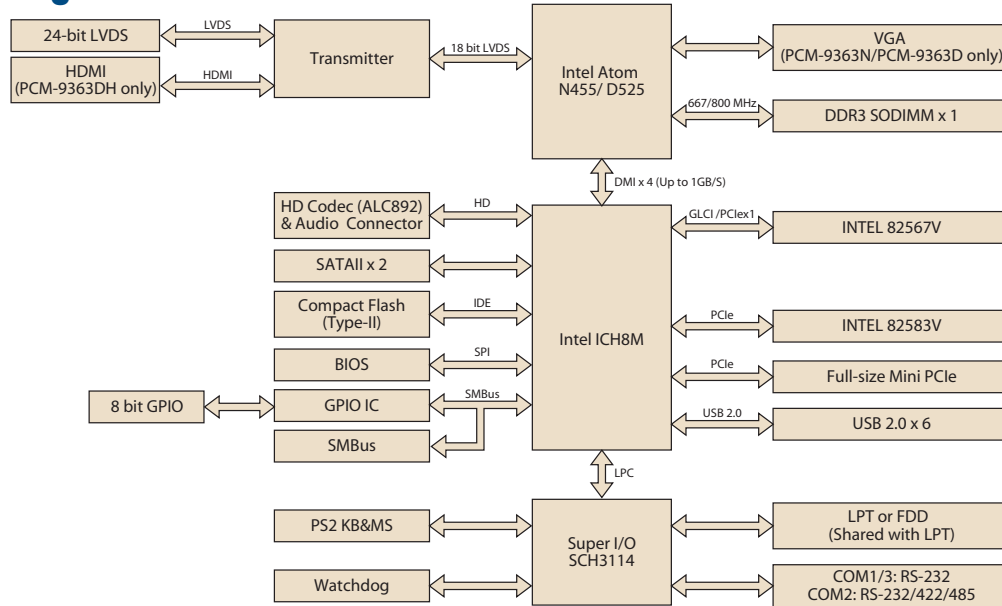 24-bit LVDS
LVDS
Transmitter
18 bit LVDS
HDMI
(PCM-9363DH only)
HDMI
Intel Atom
N455/ D525
VGA
(PCM-9363N/PCM-9363D only)
667/800 MHz
DDR3 SODIMM x 1
DMI x 4 (Up to 1GB/S)
HD Codec (ALC892)
& Audio Connector
HD
GLCI /PCIex1
INTEL 82567V
SATAII x 2
Compact Flash
(Type-II)
IDE
Intel ICH8M
PCIe
INTEL 82583V
BIOS
SPI
PCIe
Full-size Mini PCIe
8 bit GPIO
GPIO IC
SMBus
USB 2.0
USB 2.0 x 6
SMBus
LPC
PS2 KB&MS
Super I/O
SCH3114
LPT or FDD
(Shared with LPT)
Watchdog
COM1/3: RS-232
COM2: RS-232/422/485